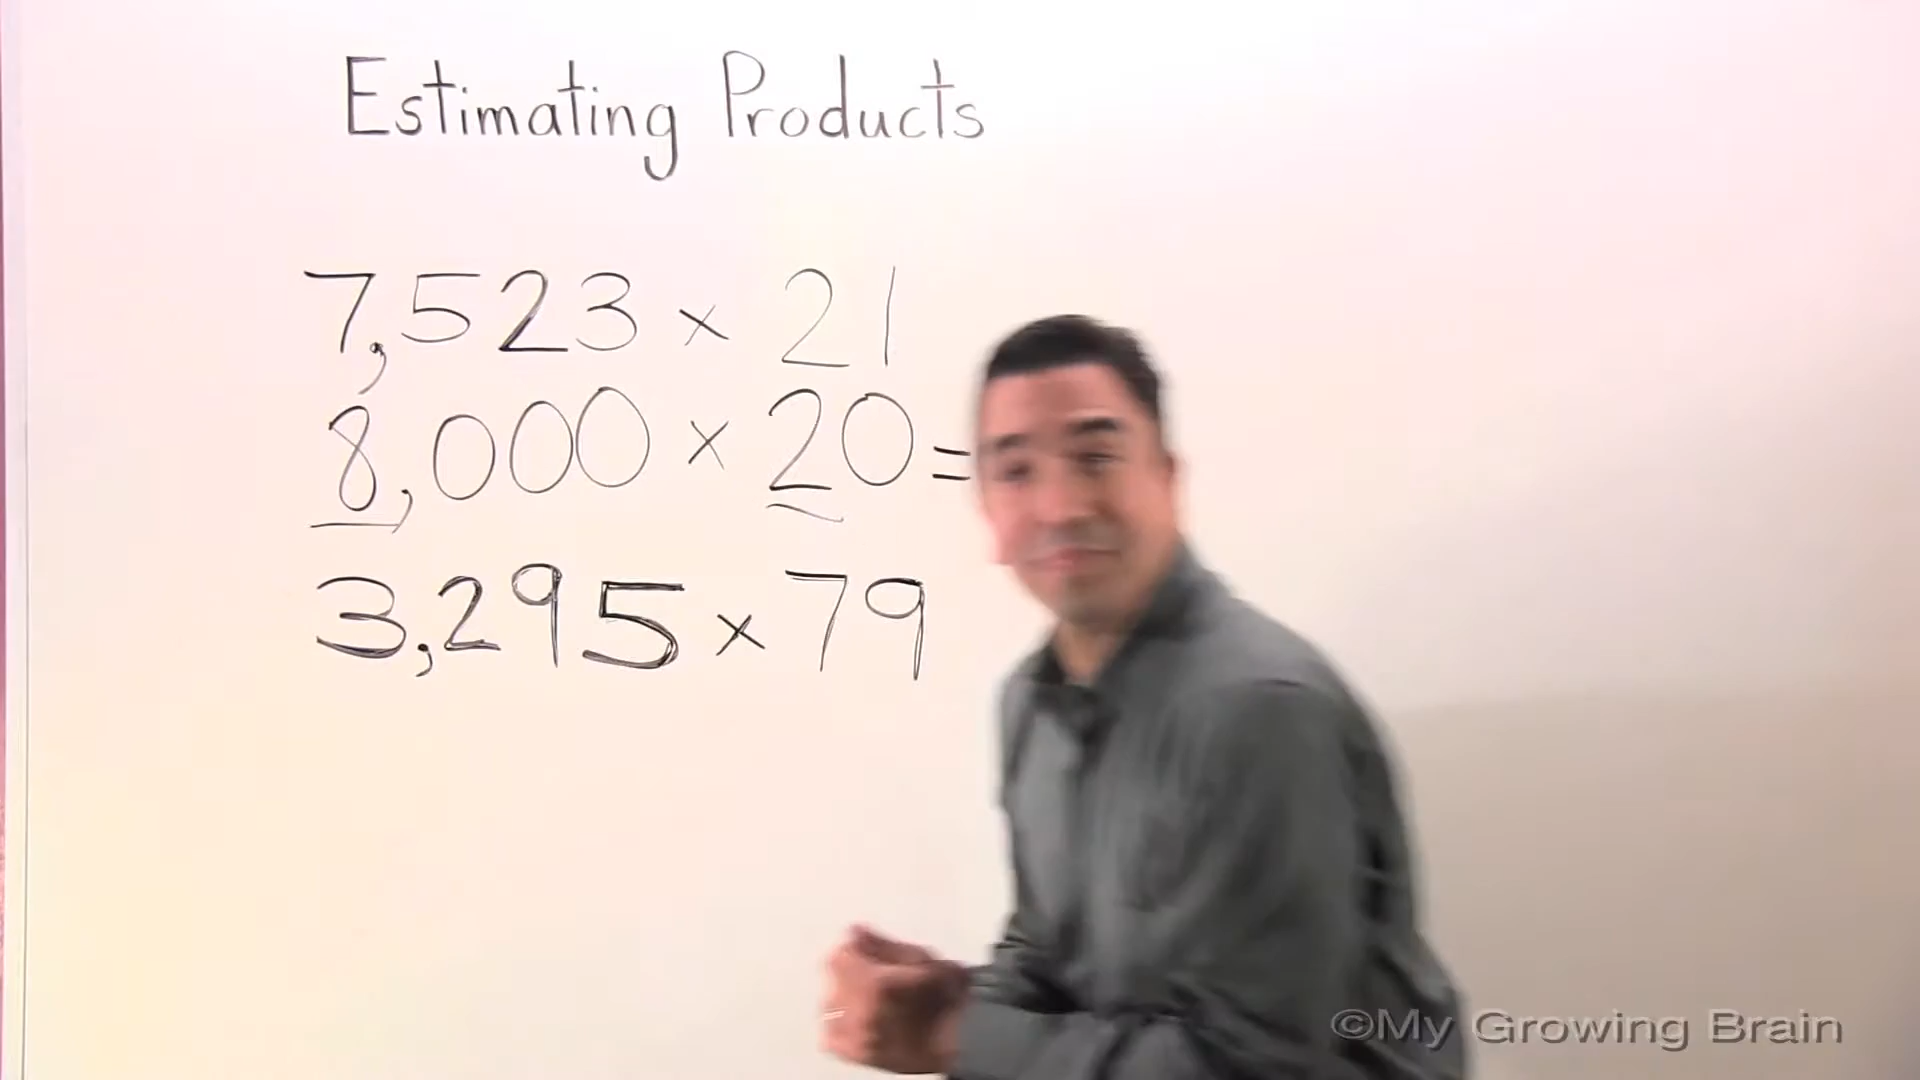 Estimating Products
7,523 × 21
8,000 × 20 =
3,295 × 79
©My Growing Brain